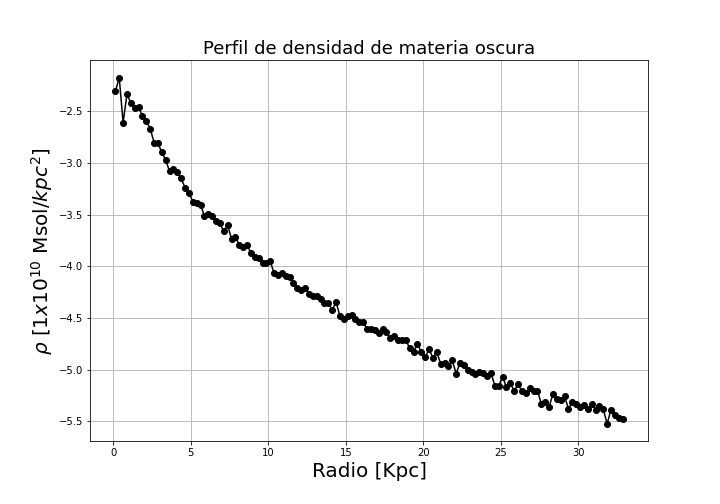 Perfil de densidad de materia oscura
ρ [1x10^{10} Msol/kpc^2]
−2.5
−3.0
−3.5
−4.0
−4.5
−5.0
−5.5
0 5 10 15 20 25 30
Radio [Kpc]